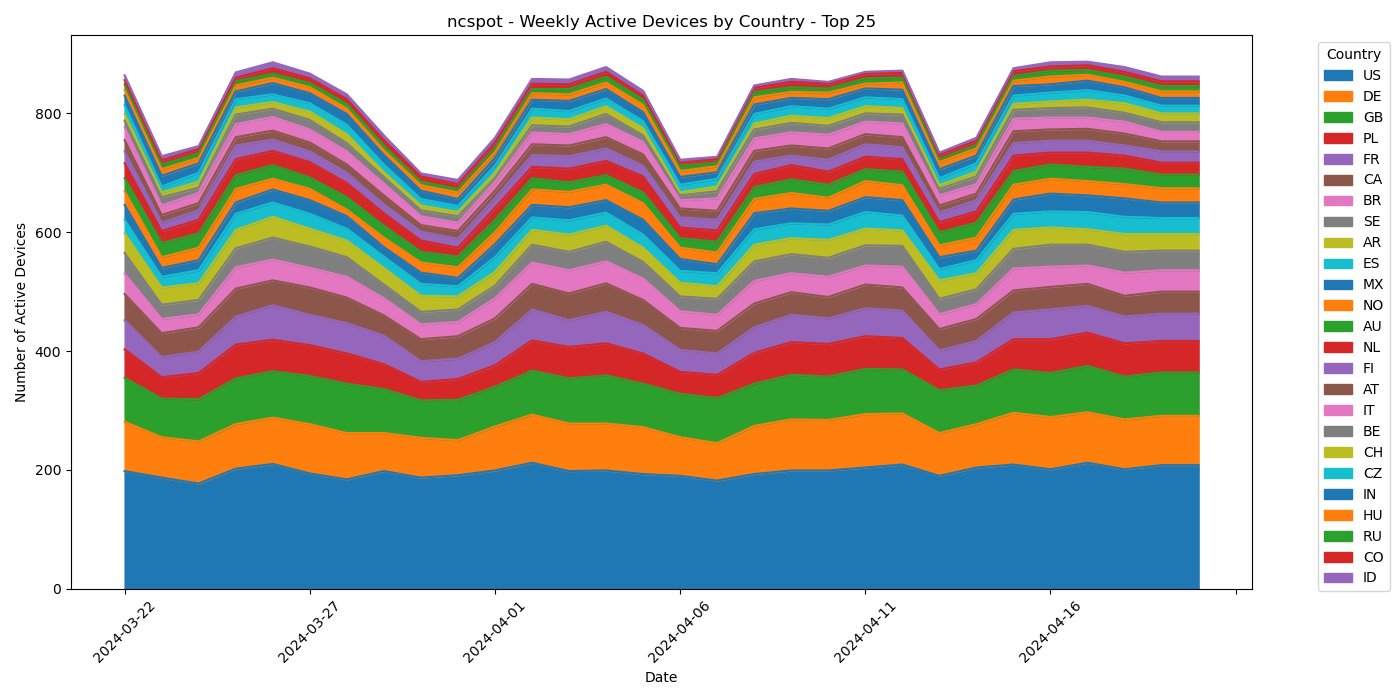 ncspot - Weekly Active Devices by Country - Top 25
Number of Active Devices
800
600
400
200
0
2024-03-22
2024-03-27
2024-04-01
2024-04-06
2024-04-11
2024-04-16
Date
Country
US
DE
GB
PL
FR
CA
BR
SE
AR
ES
MX
NO
AU
NL
FI
AT
IT
BE
CH
CZ
IN
HU
RU
CO
ID